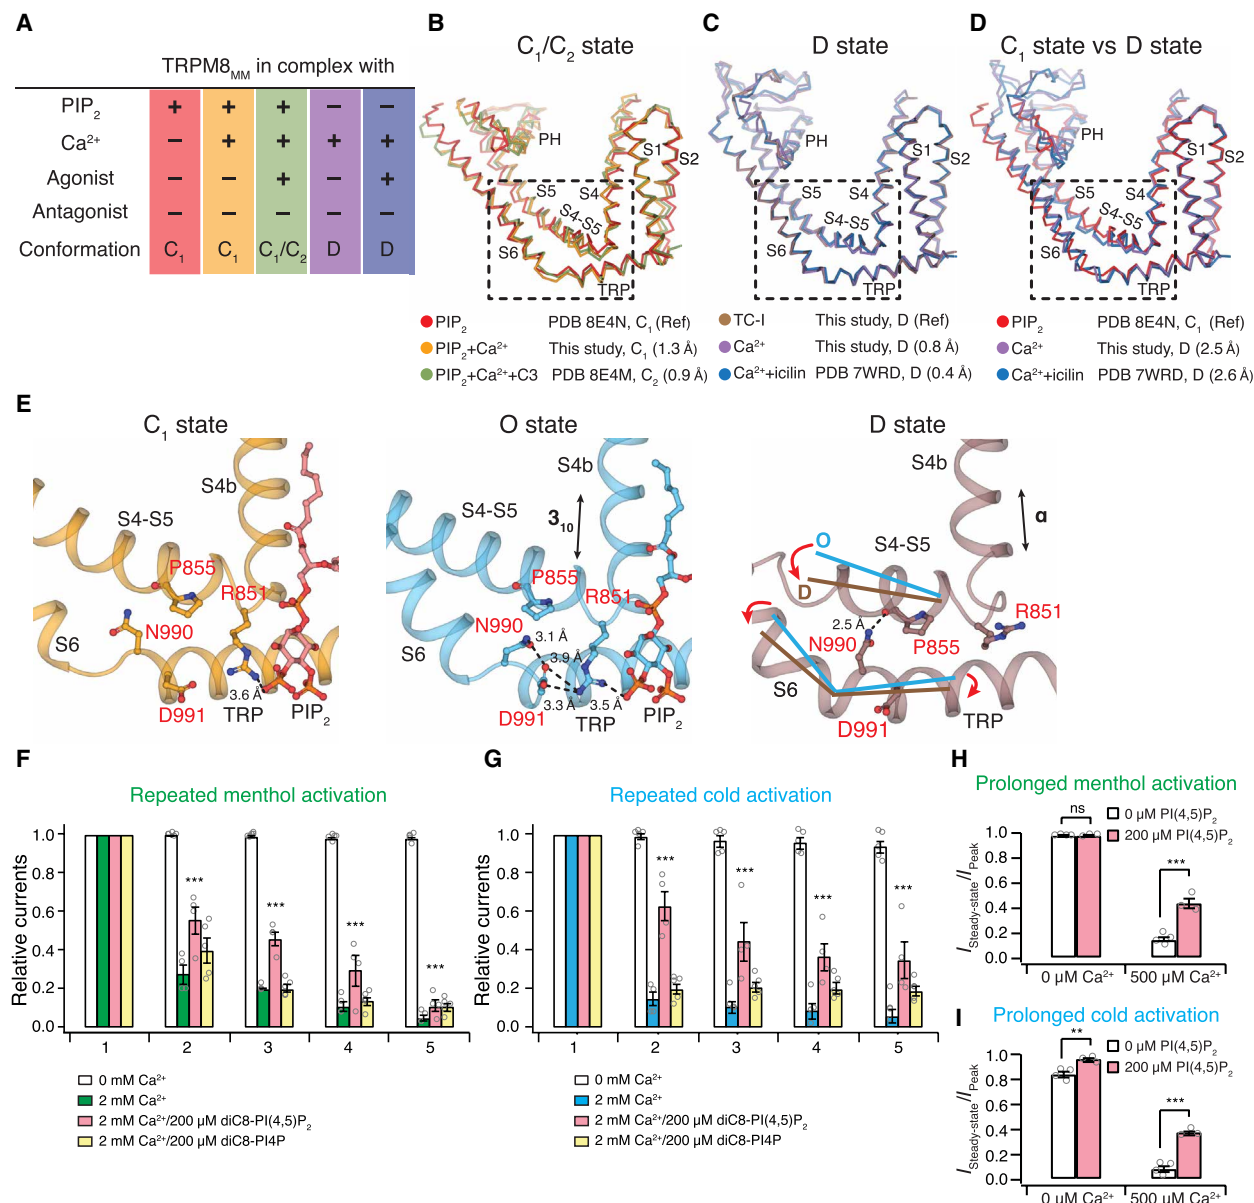 A
TRPM8MM in complex with
PIP2 + + + − −
Ca2+ − + + + +
Agonist − − + − +
Antagonist − − − − −
Conformation C1 C1 C1/C2 D D
B
C1/C2 state
PH
S1
S2
S5
S4
S4-S5
S6
TRP
PIP2 PDB 8E4N, C1 (Ref)
PIP2+Ca2+ This study, C1 (1.3 Å)
PIP2+Ca2++C3 PDB 8E4M, C2 (0.9 Å)
C
D state
PH
S1
S2
S5
S4
S4-S5
S6
TRP
TC-I This study, D (Ref)
Ca2+ This study, D (0.8 Å)
Ca2++icilin PDB 7WRD, D (0.4 Å)
D
C1 state vs D state
PH
S1
S2
S5
S4
S4-S5
S6
TRP
PIP2 PDB 8E4N, C1 (Ref)
Ca2+ This study, D (2.5 Å)
Ca2++icilin PDB 7WRD, D (2.6 Å)
E
C1 state
S4b
S4-S5
P855
R851
N990
S6
3.6 Å
D991
TRP
PIP2
O state
S4b
310
S4-S5
P855
R851
N990
3.1 Å
S6
3.9 Å
3.3 Å
3.5 Å
D991
TRP
PIP2
D state
S4b
α
O
S4-S5
D
R851
2.5 Å
N990
P855
S6
D991
TRP
F
Repeated menthol activation
Relative currents
1.0
0.8
0.6
0.4
0.2
0.0
***
***
***
***
1 2 3 4 5
0 mM Ca2+
2 mM Ca2+
2 mM Ca2+/200 µM diC8-PI(4,5)P2
2 mM Ca2+/200 µM diC8-PI4P
G
Repeated cold activation
Relative currents
1.0
0.8
0.6
0.4
0.2
0.0
***
***
***
***
1 2 3 4 5
0 mM Ca2+
2 mM Ca2+
2 mM Ca2+/200 µM diC8-PI(4,5)P2
2 mM Ca2+/200 µM diC8-PI4P
H
Prolonged menthol activation
ns
0 µM PI(4,5)P2
200 µM PI(4,5)P2
***
ISteady-state/IPeak
1.0
0.8
0.6
0.4
0.2
0.0
0 µM Ca2+ 500 µM Ca2+
I
Prolonged cold activation
**
0 µM PI(4,5)P2
200 µM PI(4,5)P2
***
ISteady-state/IPeak
1.0
0.8
0.6
0.4
0.2
0.0
0 µM Ca2+ 500 µM Ca2+